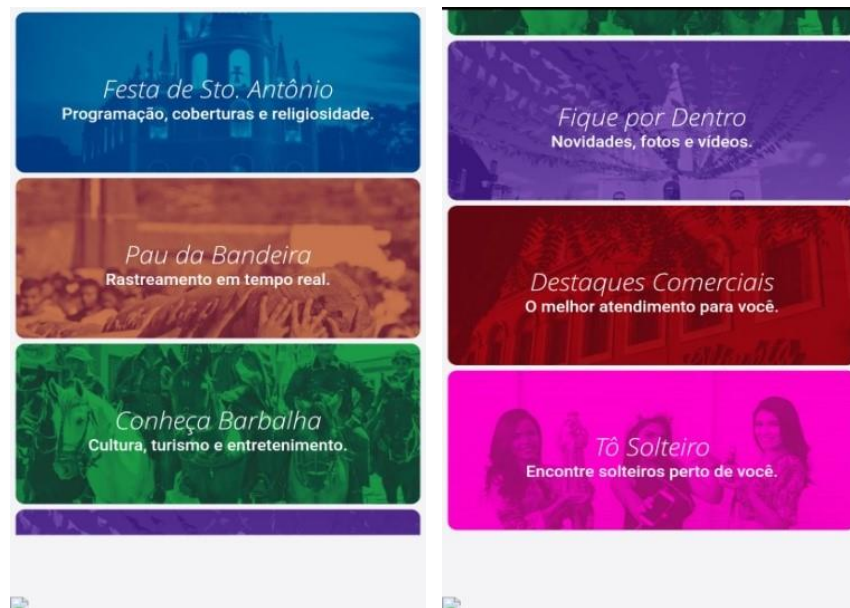 Festa de Sto. Antônio
Programação, coberturas e religiosidade.
Pau da Bandeira
Rastreamento em tempo real.
Conheça Barbalha
Cultura, turismo e entretenimento.
Fique por Dentro
Novidades, fotos e vídeos.
Destaques Comerciais
O melhor atendimento para você.
Tô Solteiro
Encontre solteiros perto de você.